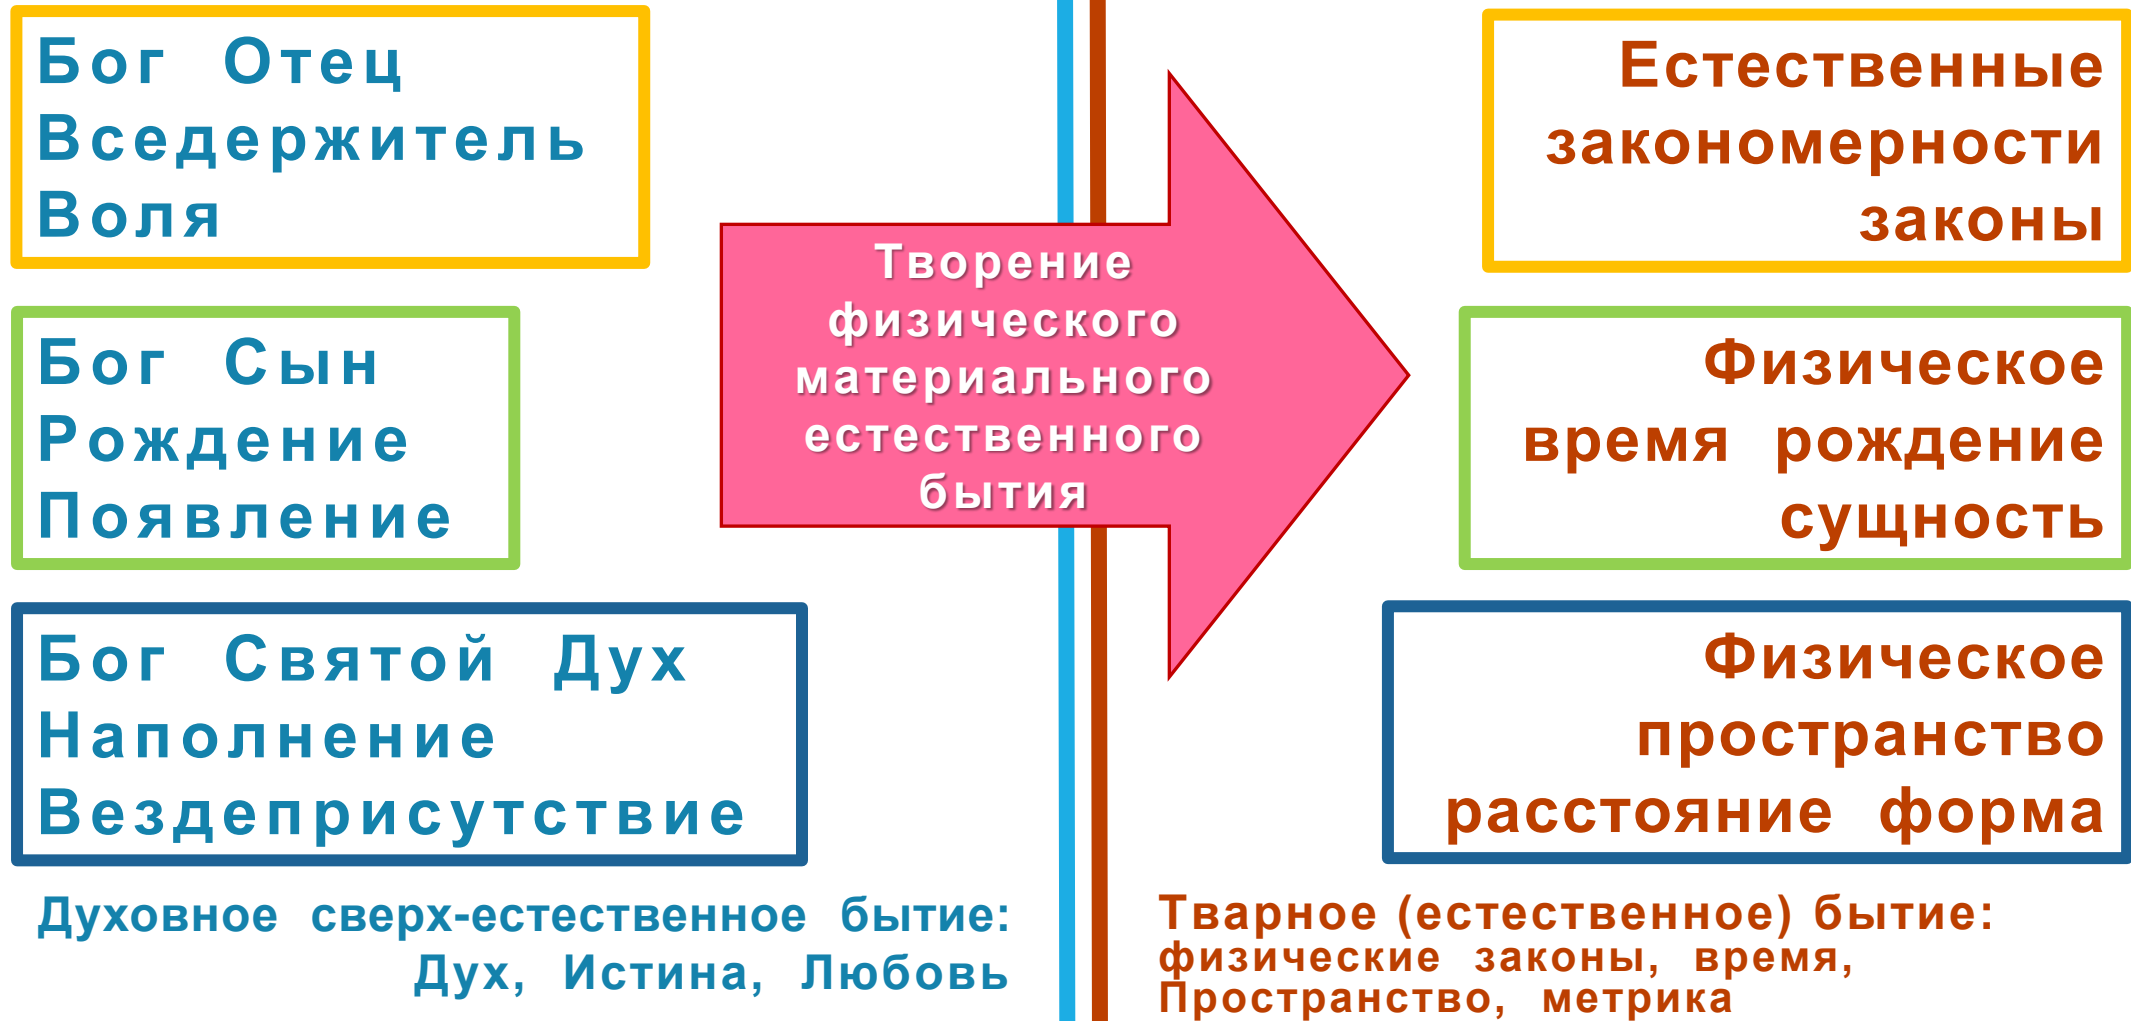 Бог Отец
Вседержитель
Воля
Бог Сын
Рождение
Появление
Бог Святой Дух
Наполнение
Вездеприсутствие
Духовное сверх-естественное бытие:
Дух, Истина, Любовь
Творение
физического
материального
естественного
бытия
Естественные
закономерности
законы
Физическое
время рождение
сущность
Физическое
пространство
расстояние форма
Тварное (естественное) бытие:
физические законы, время,
Пространство, метрика